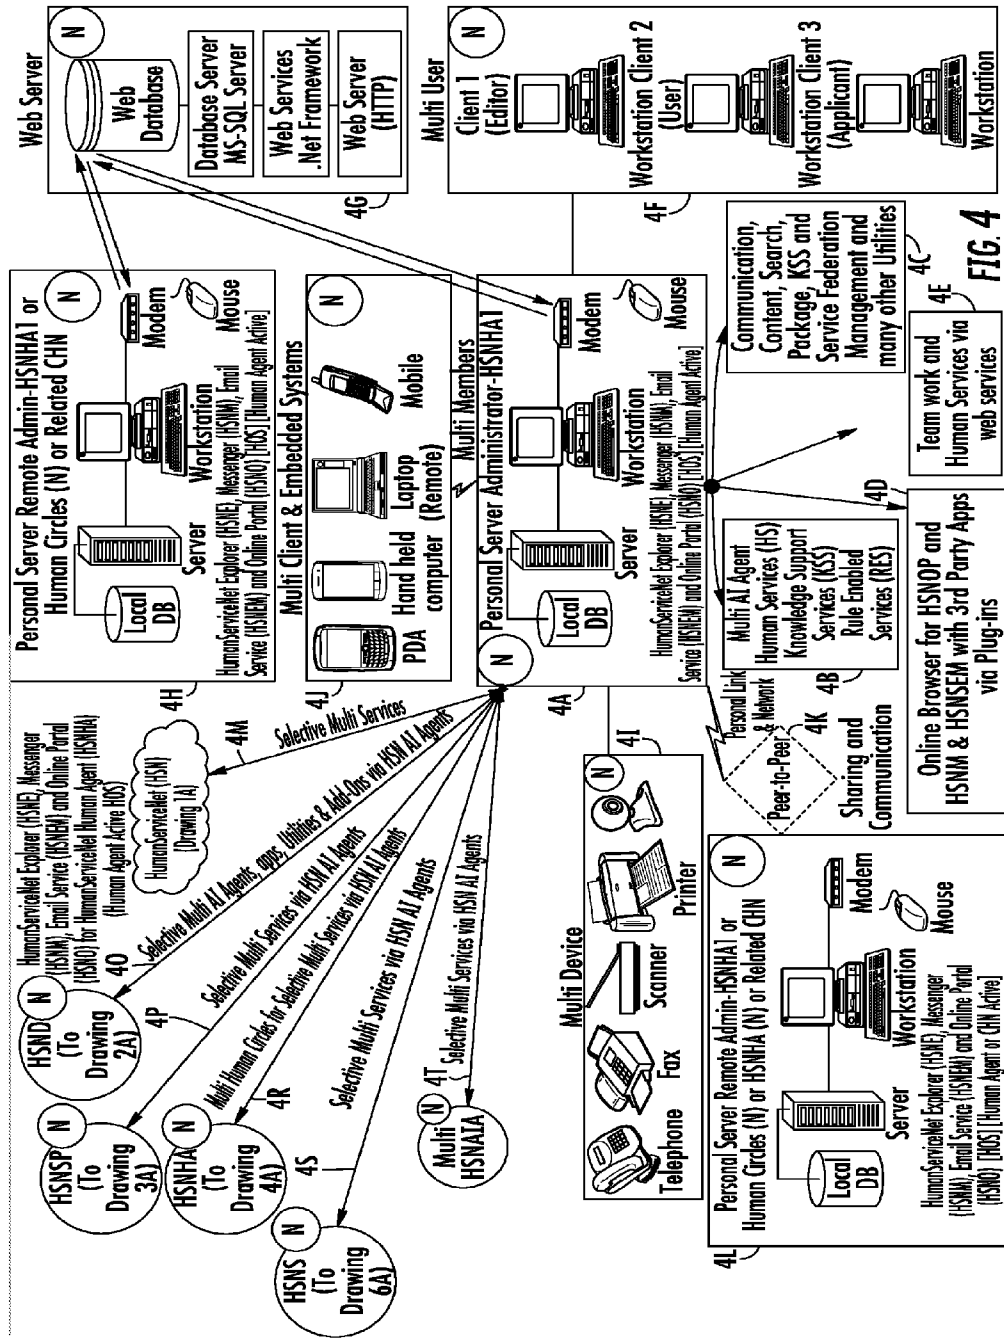 HumanServiceNet Explorer (HSNE), Messenger
(HSNM), Email Service (HSNEM) and Online Portal
(HSNO) for HumanServiceNet Human Agent (HSNHA)
(Human Agent Active HOS)
HSND
(To
Drawing
2A)
N
4O
HSNSP
(To
Drawing
3A)
N
4P
HSNHA
(To
Drawing
4A)
N
4R
HSNS
(To
Drawing
6A)
N
4S
Multi
HSNATA
N
4T
HumanServiceNet (HSN)
(Drawing 1A)
4M
Selective Multi Services
Selective Multi AI Agents, apps, Utilities & Add-Ons via HSN AI Agents
Selective Multi Services via HSN AI Agents
Multi Human Circles for Selective Multi Services via HSN AI Agents
Selective Multi Services via HSN AI Agents
Selective Multi Services via HSN AI Agents
4H
Personal Server Remote Admin-HSNHA1 or
Human Circles (N) or Related CHN
N
Local
DB
Server
Workstation
Modem
Mouse
HumanServiceNet Explorer (HSNE), Messenger (HSNM), Email
Service (HSNEM) and Online Portal (HSNO) [HOS] [Human Agent Active]
Web Server
N
Web
Database
Database Server
MS-SQL Server
Web Services
.Net Framework
Web Server
(HTTP)
4G
4J
Multi Client & Embedded Systems
N
PDA
Hand held
computer
Laptop
(Remote)
Mobile
Multi Members
4A
N
Personal Server Administrator-HSNHA1
Local
DB
Server
Workstation
Modem
Mouse
HumanServiceNet Explorer (HSNE), Messenger (HSNM), Email
Service (HSNEM) and Online Portal (HSNO) [HOS] [Human Agent Active]
Multi User
Client 1
(Editor)
N
Workstation Client 2
(User)
Workstation Client 3
(Applicant)
Workstation
4F
4I
Multi Device
N
Telephone
Fax
Scanner
Printer
Personal Link
& Network
4K
Peer-to-Peer
Sharing and
Communication
4B
Multi AI Agent
Human Services (HS)
Knowledge Support
Services (KSS)
Rule Enabled
Services (RES)
Communication,
Content, Search,
Package, KSS and
Service Federation
Management and
many other Utilities
4C
4D
Online Browser for HSNOP and
HSNM & HSNSEM with 3rd Party Apps
via Plug-ins
4E
Team work and
Human Services via
web services
4L
Personal Server Remote Admin-HSNHA1 or
Human Circles (N) or HSNHA (N) or Related CHN
N
Local
DB
Server
Workstation
Modem
Mouse
HumanServiceNet Explorer (HSNE), Messenger
(HSNM), Email Service (HSNEM) and Online Portal
(HSNO) [HOS] [Human Agent or CHN Active]
FIG. 4